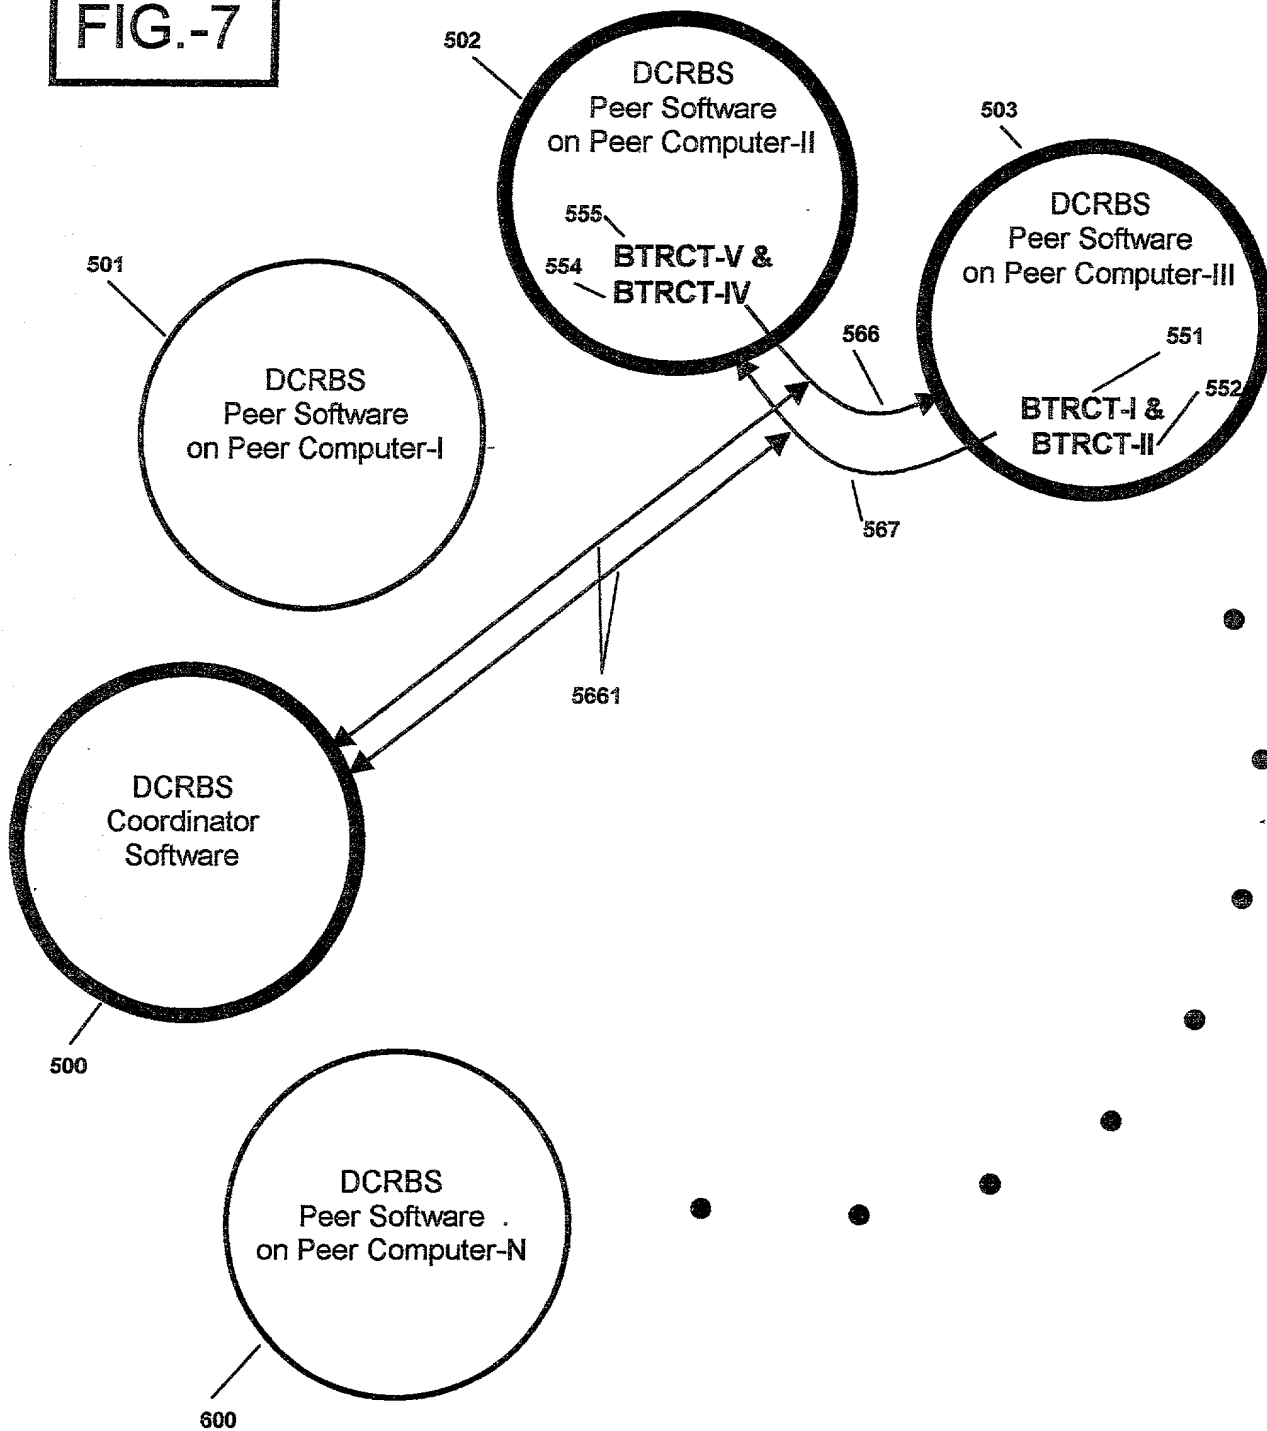 FIG.-7
502
DCRBS
Peer Software
on Peer Computer-II
555
BTRCT-V &
554
BTRCT-IV
503
DCRBS
Peer Software
on Peer Computer-III
551
552
BTRCT-I &
BTRCT-II
566
567
501
DCRBS
Peer Software
on Peer Computer-I
5661
DCRBS
Coordinator
Software
500
DCRBS
Peer Software
on Peer Computer-N
600